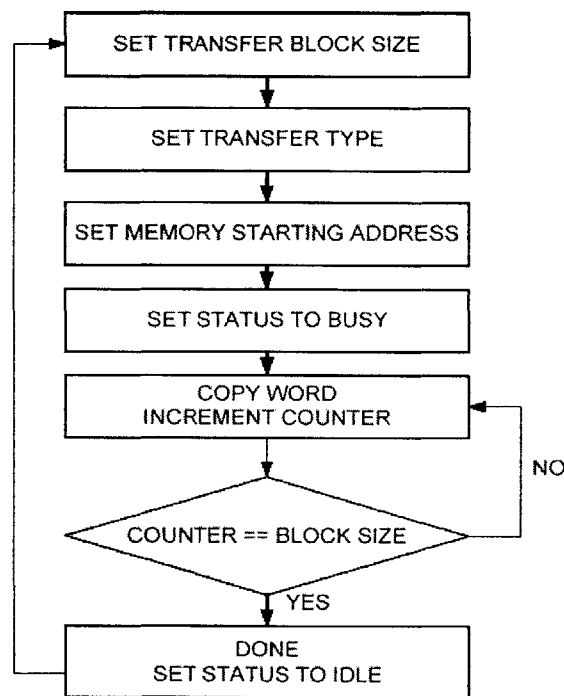 SET TRANSFER BLOCK SIZE
SET TRANSFER TYPE
SET MEMORY STARTING ADDRESS
SET STATUS TO BUSY
COPY WORD
INCREMENT COUNTER
NO
COUNTER == BLOCK SIZE
YES
DONE
SET STATUS TO IDLE